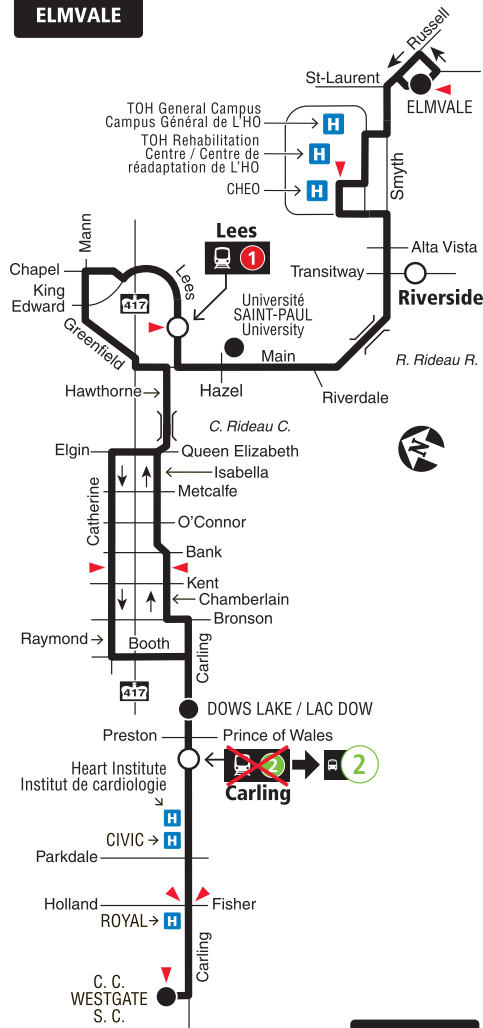 ELMVALE
Russell
St-Laurent
ELMVALE
TOH General Campus
Campus Général de L'HO
H
TOH Rehabilitation
Centre / Centre de
réadaptation de L'HO
H
CHEO
H
Smyth
Mann
Lees
1
Alta Vista
Chapel
Lees
Transitway
King
Edward
417
Riverside
Université
SAINT-PAUL
University
Greenfield
Main
R. Rideau R.
Hawthorne
Hazel
Riverdale
C. Rideau C.
N
Elgin
Queen Elizabeth
Isabella
Catherine
Metcalfe
O'Connor
Bank
Kent
Chamberlain
Bronson
Raymond
Booth
Carling
417
DOWS LAKE / LAC DOW
Preston
Prince of Wales
2
2
Carling
Heart Institute
Institut de cardiologie
H
CIVIC
H
Parkdale
Holland
Fisher
ROYAL
H
Carling
C. C.
WESTGATE
S. C.